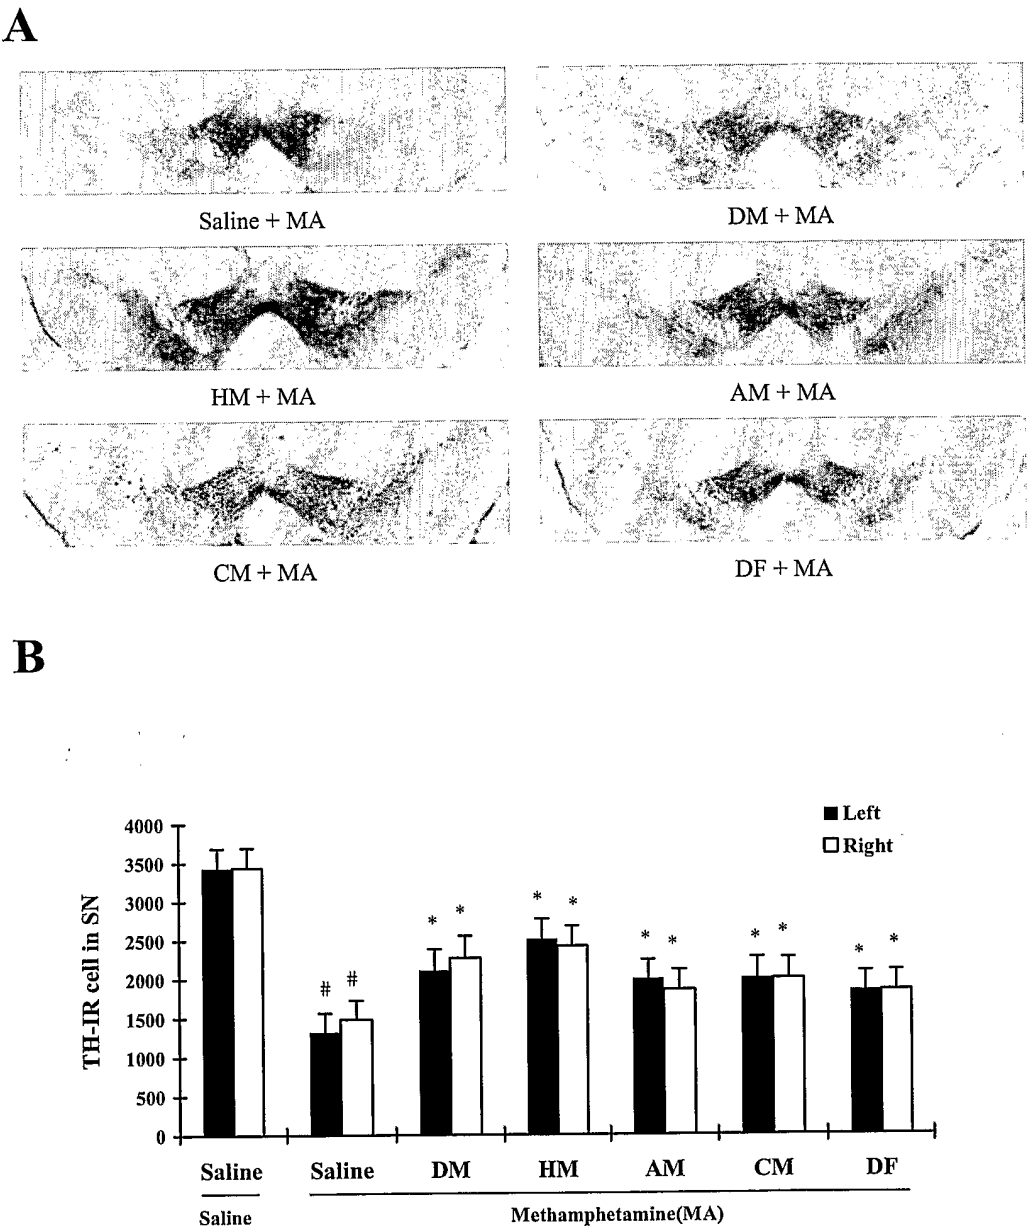 A
Saline + MA
DM + MA
HM + MA
AM + MA
CM + MA
DF + MA
B
Left
Right
TH-IR cell in SN
4000
3500
3000
2500
2000
1500
1000
500
0
# #
* *
* *
* *
* *
* *
Saline Saline DM HM AM CM DF
Saline Methamphetamine(MA)